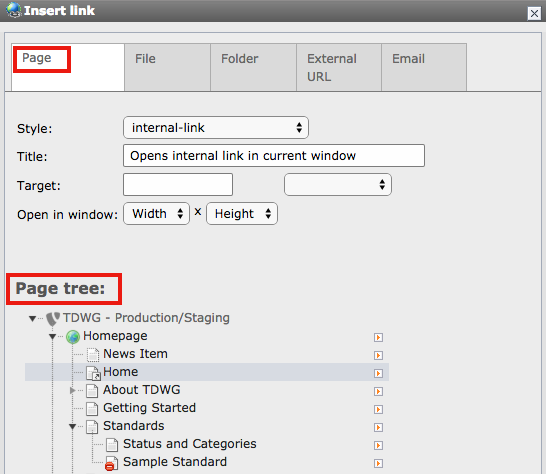 Insert link
Page File Folder External URL Email
Style: internal-link
Title: Opens internal link in current window
Target:
Open in window: Width x Height
Page tree:
TDWG - Production/Staging
Homepage
News Item
Home
About TDWG
Getting Started
Standards
Status and Categories
Sample Standard